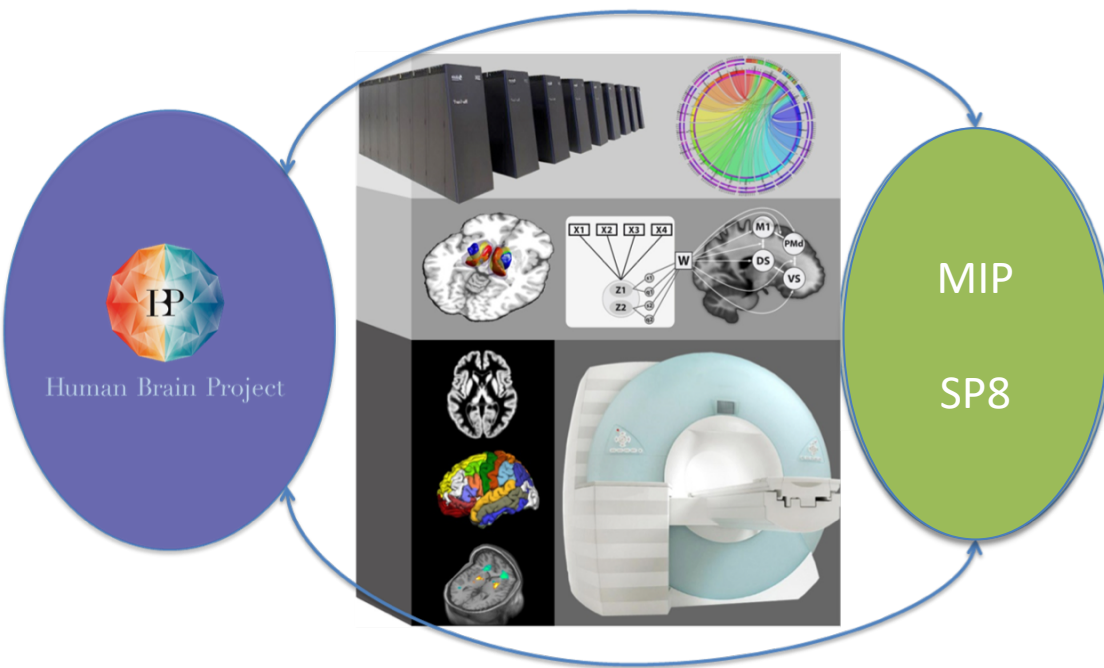 HBP
Human Brain Project
X1 X2 X3 X4
W
Z1
Z2
M1
PMd
DS
VS
MIP
SP8